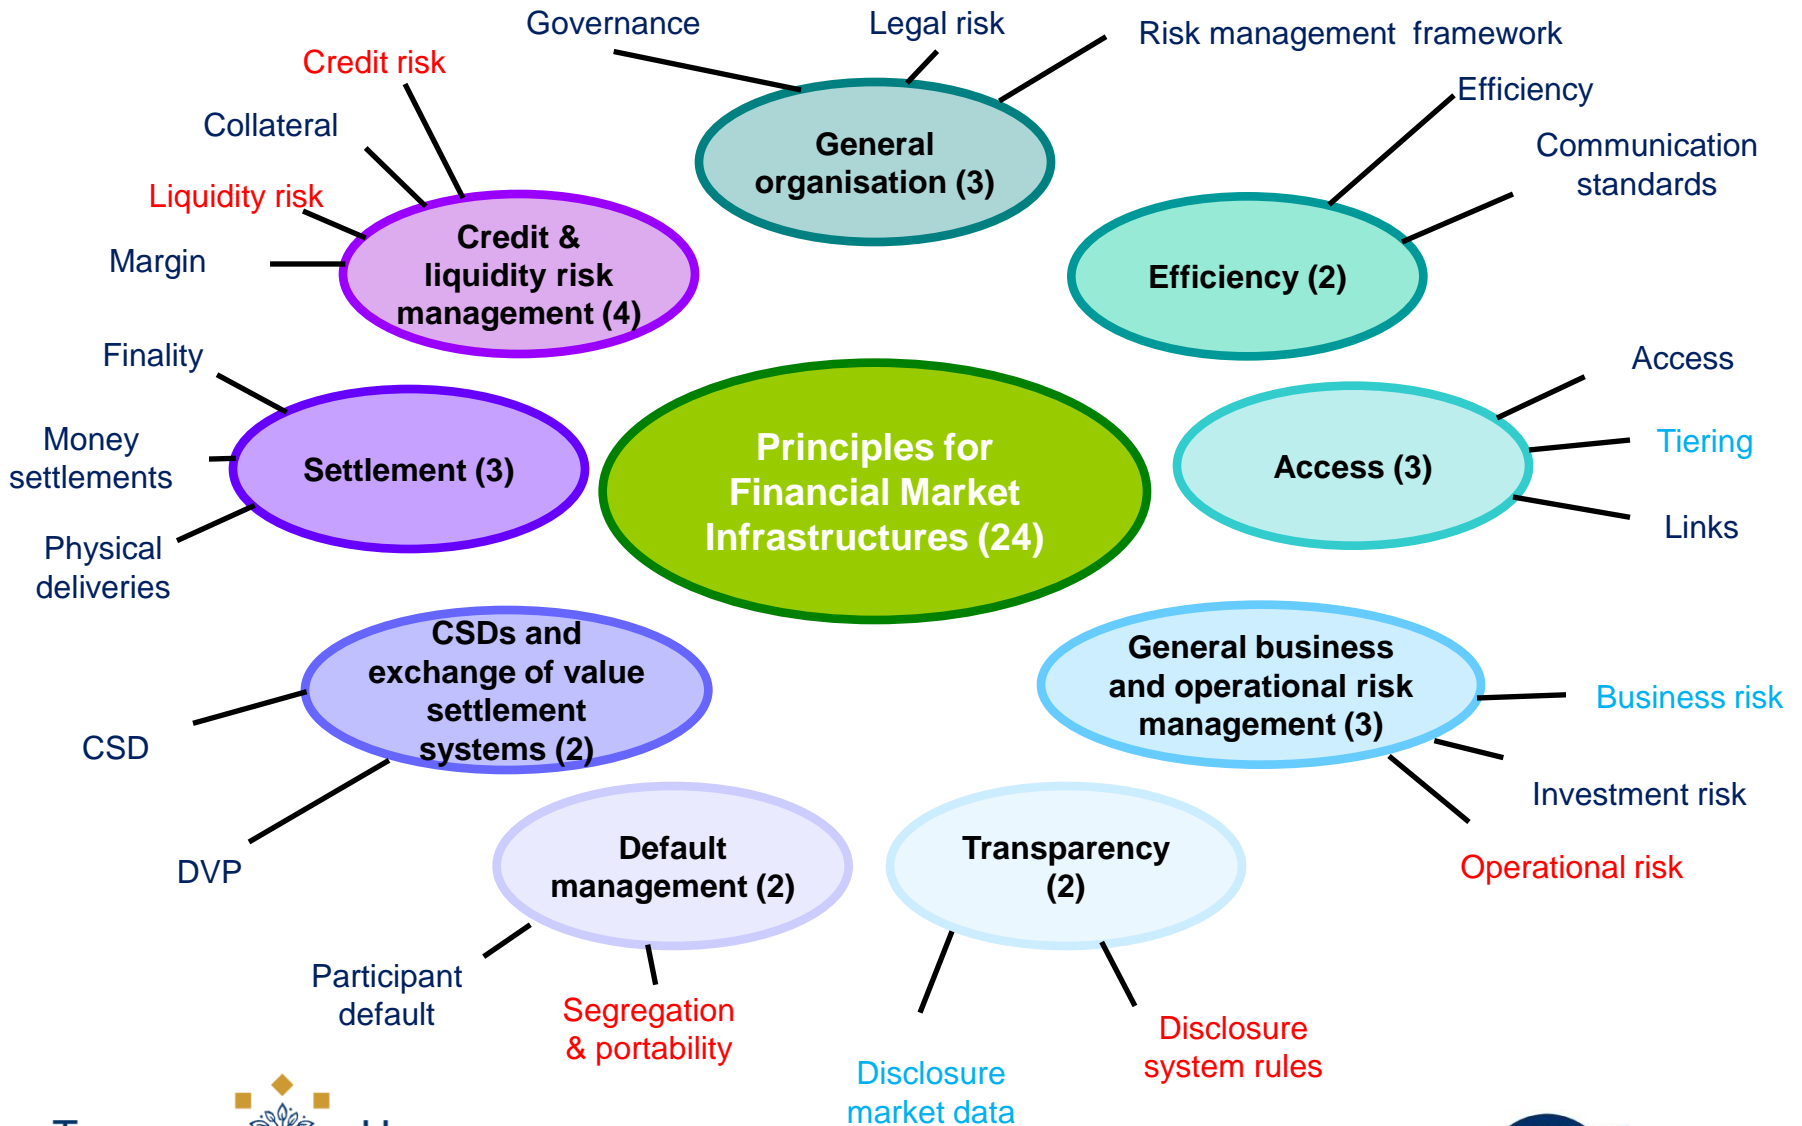 Governance
Legal risk
Risk management framework
Credit risk
Efficiency
Collateral
Communication
standards
General
organisation (3)
Liquidity risk
Credit &
liquidity risk
management (4)
Margin
Efficiency (2)
Finality
Access
Money
settlements
Settlement (3)
Principles for
Financial Market
Infrastructures (24)
Access (3)
Tiering
Links
Physical
deliveries
CSDs and
exchange of value
settlement
systems (2)
General business
and operational risk
management (3)
Business risk
CSD
Investment risk
DVP
Default
management (2)
Transparency
(2)
Operational risk
Participant
default
Segregation
& portability
Disclosure
system rules
Disclosure
market data